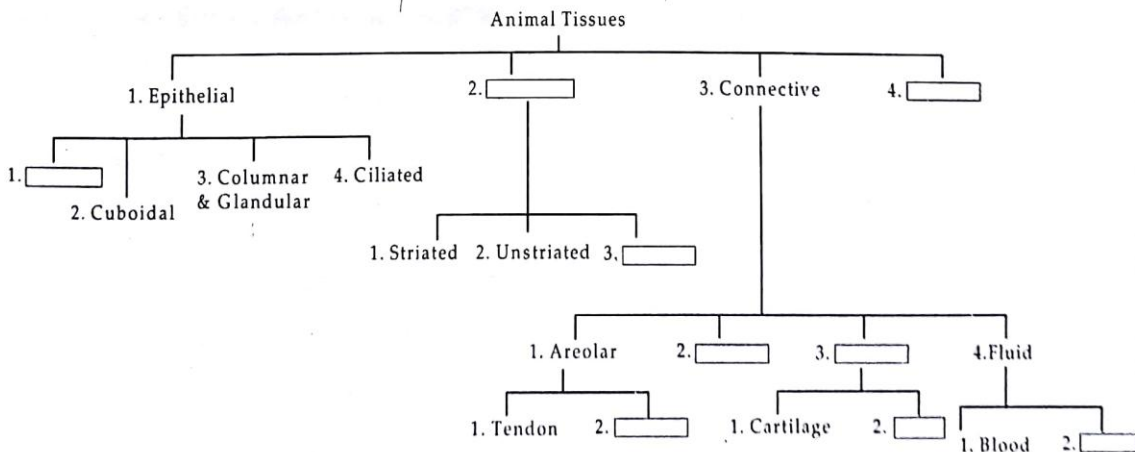 Animal Tissues
1. Epithelial
2.
3. Connective
4.
1.
2. Cuboidal
3. Columnar
& Glandular
4. Ciliated
1. Striated
2. Unstriated
3.
1. Areolar
2.
3.
4. Fluid
1. Tendon
2.
1. Cartilage
2.
1. Blood
2.